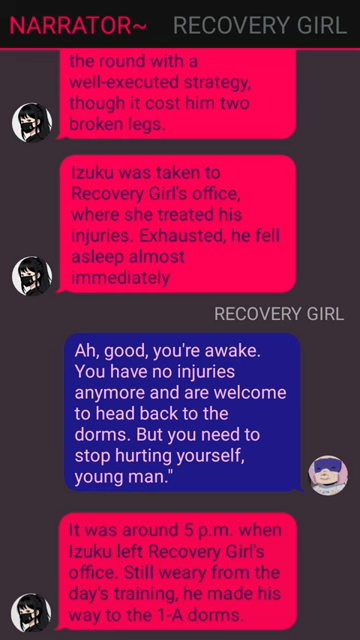 NARRATOR~ RECOVERY GIRL
the round with a
well-executed strategy,
though it cost him two
broken legs.
Izuku was taken to
Recovery Girl's office,
where she treated his
injuries. Exhausted, he fell
asleep almost
immediately
RECOVERY GIRL
Ah, good, you're awake.
You have no injuries
anymore and are welcome
to head back to the
dorms. But you need to
stop hurting yourself,
young man."
It was around 5 p.m. when
Izuku left Recovery Girl's
office. Still weary from the
day's training, he made his
way to the 1-A dorms.